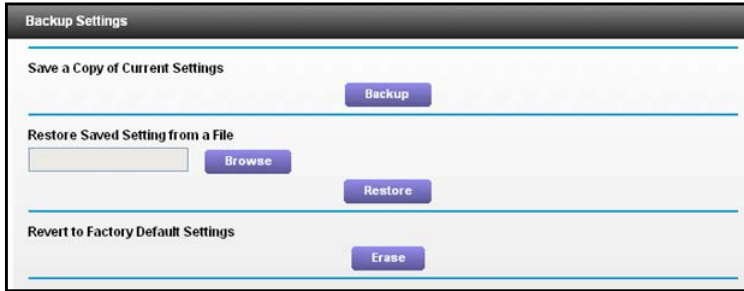 Backup Settings
Save a Copy of Current Settings
Backup
Restore Saved Setting from a File
Browse
Restore
Revert to Factory Default Settings
Erase